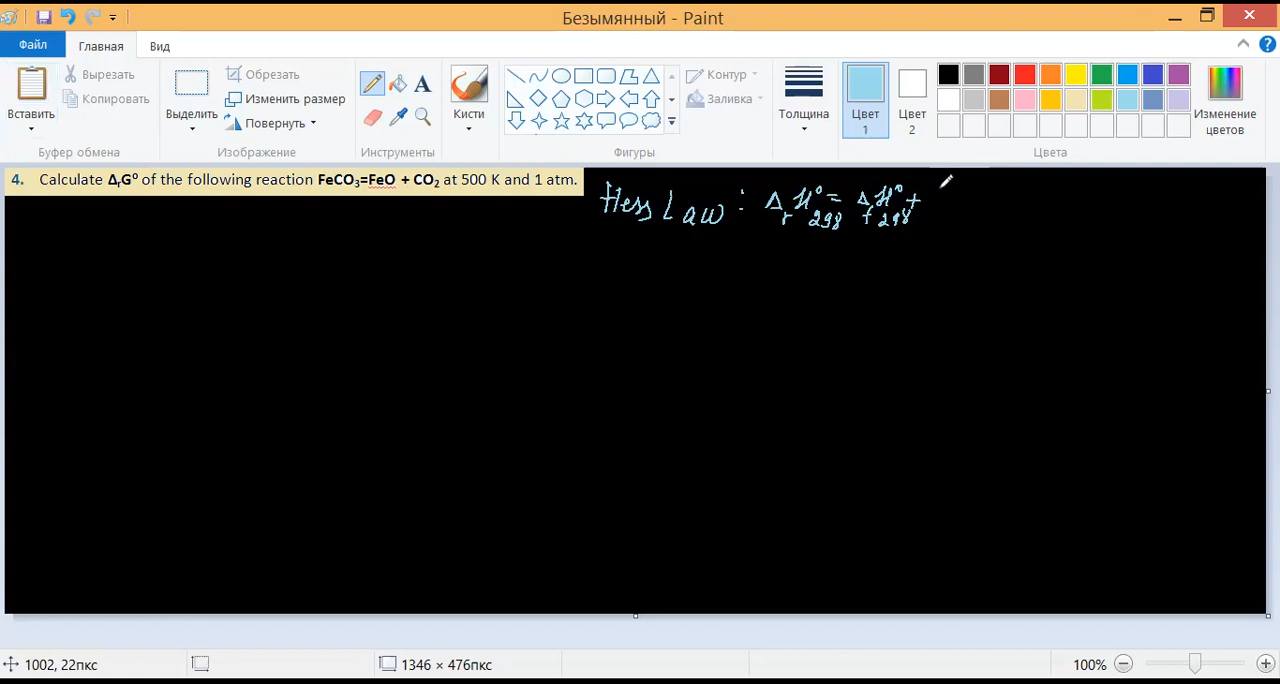 Безымянный - Paint
Файл Главная Вид
Вставить
Вырезать
Копировать
Буфер обмена
Выделить
Обрезать
Изменить размер
Повернуть
Изображение
A
Инструменты
Кисти
Контур
Заливка
Фигуры
Толщина
Цвет 1
Цвет 2
Изменение цветов
Цвета
4. Calculate ΔrG° of the following reaction FeCO3=FeO + CO2 at 500 K and 1 atm.
Hess Law : ΔrH°298 = ΔfH°298 +
1002, 22пкс 1346 × 476пкс 100%